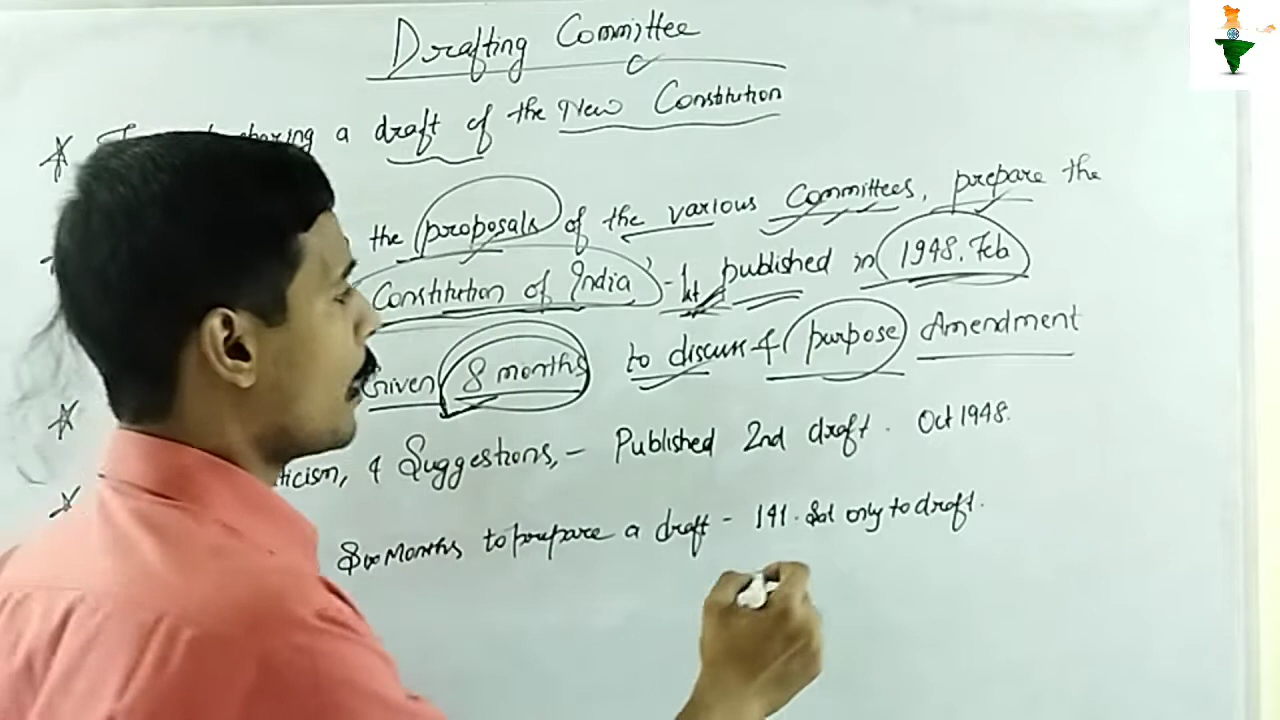 Drafting Committee
a draft of the New Constitution
the proposals of the various Committees, prepare the
Constitution of India' - 1st published in 1948. Feb
Given 8 months to discuss & purpose Amendment
ticism, & Suggestions, - Published 2nd draft. Oct 1948.
Months to prepare a draft - 141. only to draft.